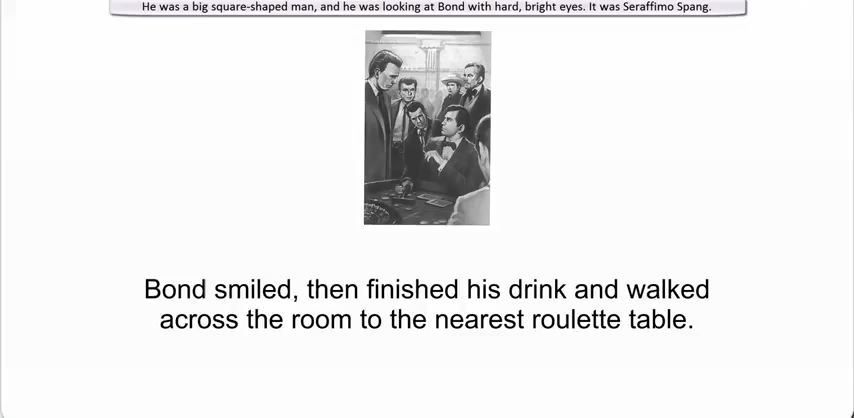 He was a big square-shaped man, and he was looking at Bond with hard, bright eyes. It was Seraffimo Spang.
Bond smiled, then finished his drink and walked
across the room to the nearest roulette table.